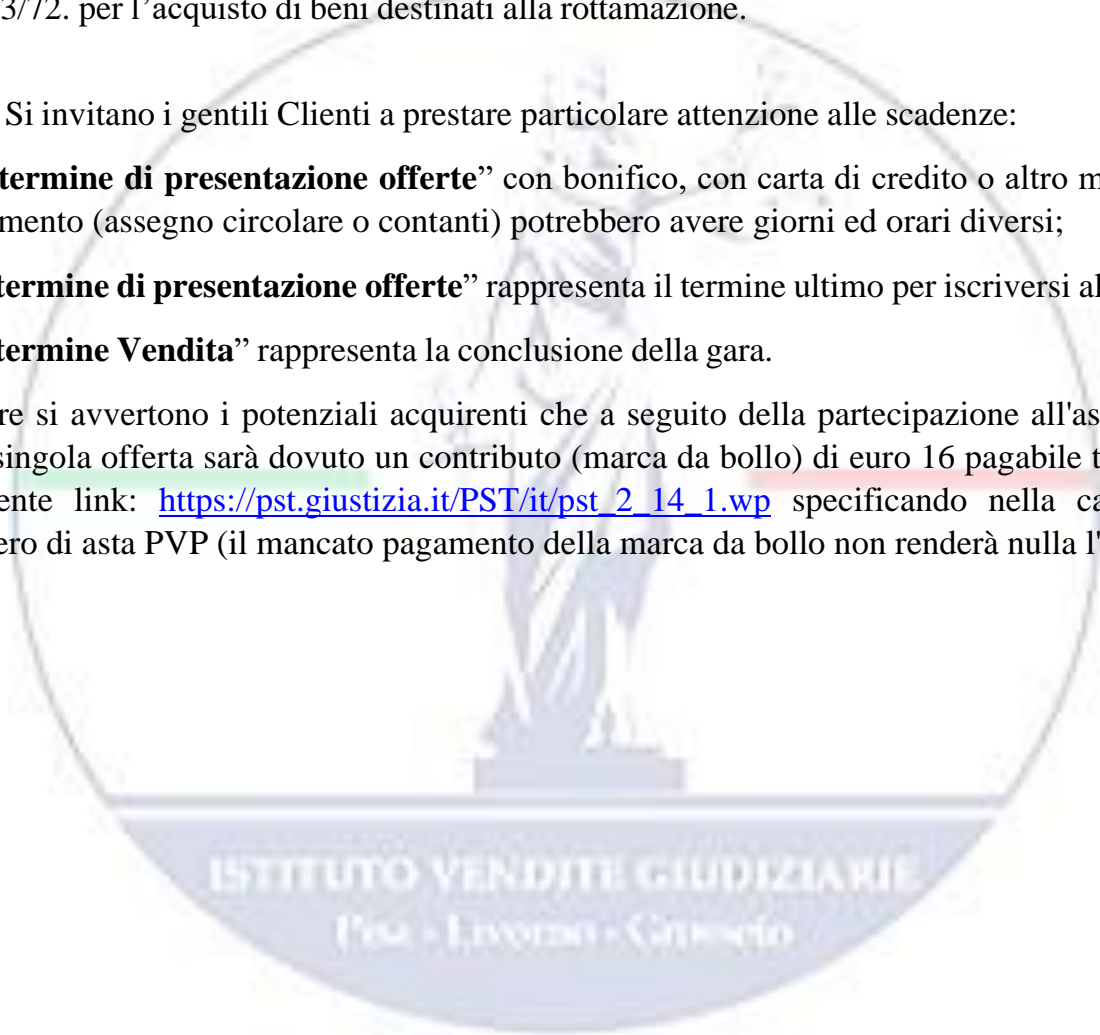 3/72. per l’acquisto di beni destinati alla rottamazione.
Si invitano i gentili Clienti a prestare particolare attenzione alle scadenze:
termine di presentazione offerte” con bonifico, con carta di credito o altro m
mento (assegno circolare o contanti) potrebbero avere giorni ed orari diversi;
termine di presentazione offerte” rappresenta il termine ultimo per iscriversi al
termine Vendita” rappresenta la conclusione della gara.
re si avvertono i potenziali acquirenti che a seguito della partecipazione all'as
singola offerta sarà dovuto un contributo (marca da bollo) di euro 16 pagabile t
ente link: https://pst.giustizia.it/PST/it/pst_2_14_1.wp specificando nella ca
ero di asta PVP (il mancato pagamento della marca da bollo non renderà nulla l'
ISTITUTO VENDITE GIUDIZIARIE
Pisa - Livorno - Grosseto